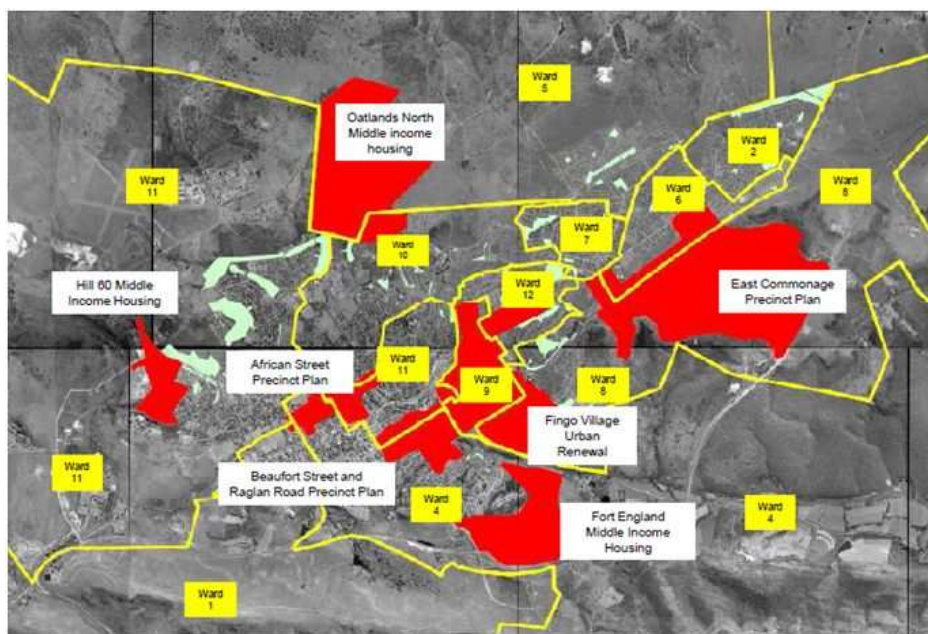 Ward
5
Oatlands North
Middle income
housing
Ward
2
Ward
11
Ward
6
Ward
8
Ward
7
Ward
10
Hill 60 Middle
Income Housing
Ward
12
East Commonage
Precinct Plan
African Street
Precinct Plan
Ward
11
Ward
9
Ward
8
Fingo Village
Urban
Renewal
Ward
11
Beaufort Street and
Raglan Road Precinct Plan
Ward
4
Fort England
Middle Income
Housing
Ward
4
Ward
1